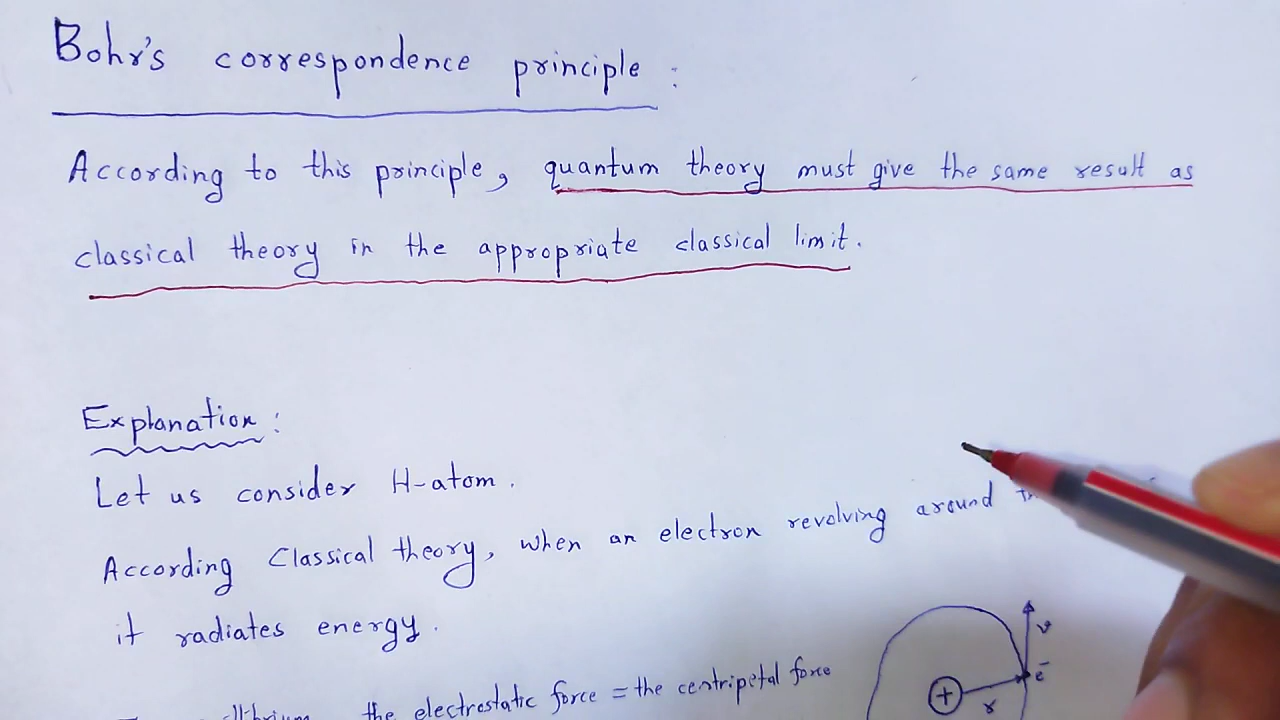 Bohr's correspondence principle :
According to this principle, quantum theory must give the same result as
classical theory in the appropriate classical limit.
Explanation :
Let us consider H-atom.
According Classical theory, when an electron revolving around
it radiates energy.
the electrostatic force = the centripetal force
v
e⁻
+
r